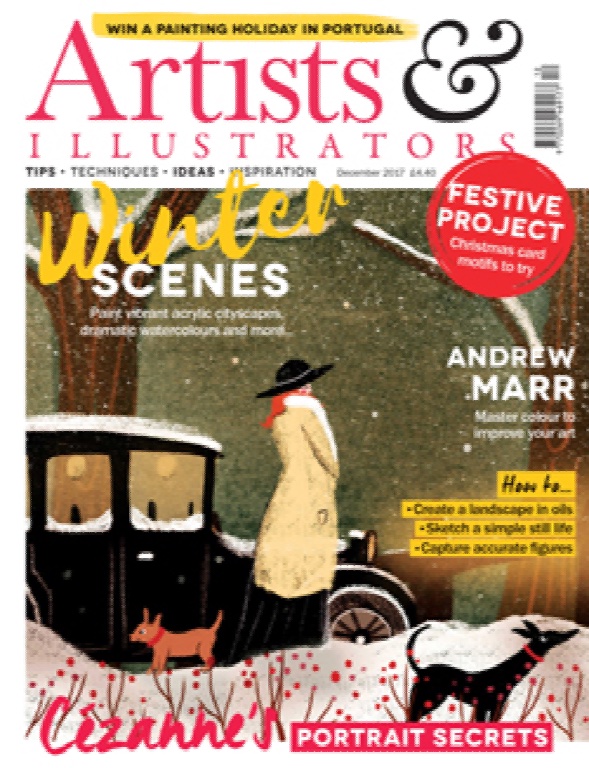 WIN A PAINTING HOLIDAY IN PORTUGAL
Artists &
ILLUSTRATORS
TIPS • TECHNIQUES • IDEAS • INSPIRATION December 2017 £4.40
Winter
SCENES
Paint vibrant acrylic cityscapes,
dramatic watercolours and more
FESTIVE
PROJECT
Christmas card
motifs to try
ANDREW
MARR
Master colour to
improve your art
How to...
• Create a landscape in oils
• Sketch a simple still life
• Capture accurate figures
Cézanne's PORTRAIT SECRETS